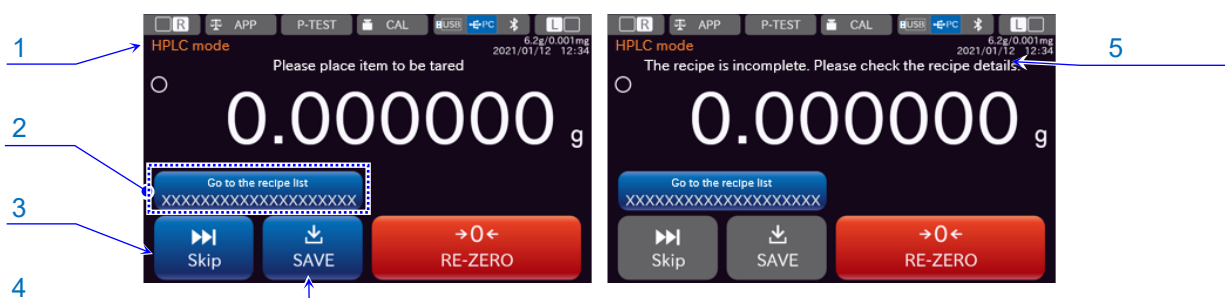 R APP P-TEST CAL USB PC L
HPLC mode
6.2g/0.001mg
2021/01/12 12:34
Please place item to be tared
0.000000 g
Go to the recipe list
XXXXXXXXXXXXXXXXXXXX
Skip
SAVE
→0←
RE-ZERO
R APP P-TEST CAL USB PC L
HPLC mode
6.2g/0.001mg
2021/01/12 12:34
The recipe is incomplete. Please check the recipe details.
0.000000 g
Go to the recipe list
XXXXXXXXXXXXXXXXXXXX
Skip
SAVE
→0←
RE-ZERO
1
2
3
4
5